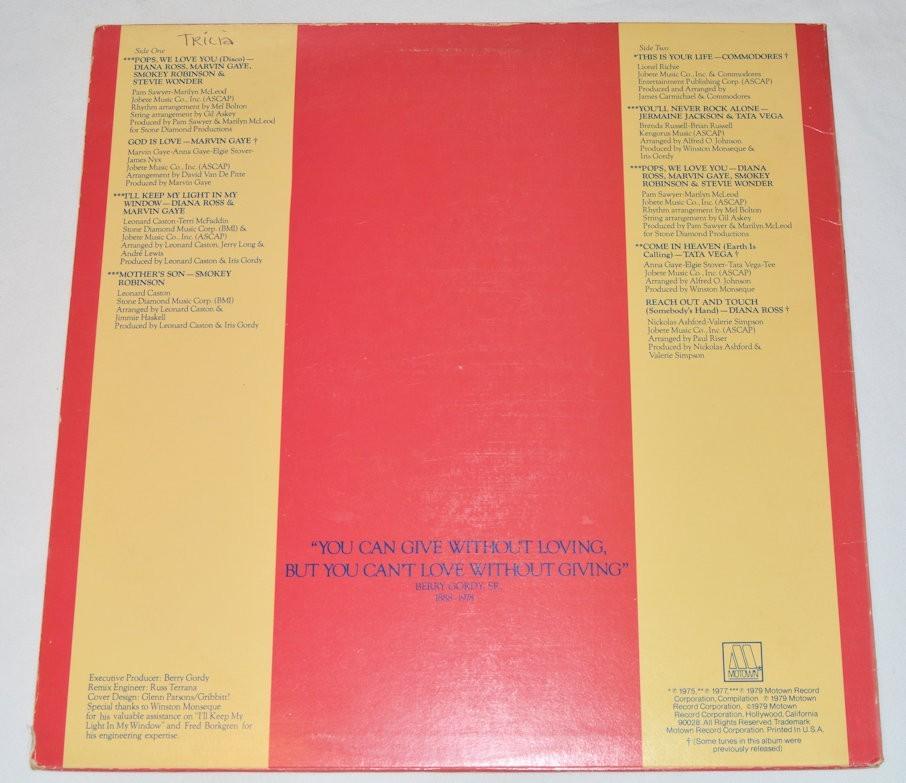 TRICIA
Side One
***POPS, WE LOVE YOU (Disco)—
DIANA ROSS, MARVIN GAYE,
SMOKEY ROBINSON &
STEVIE WONDER
Pam Sawyer-Marilyn McLeod
Jobete Music Co., Inc. (ASCAP)
Rhythm arrangement by Mel Bolton
String arrangement by Gil Askey
Produced by Pam Sawyer & Marilyn McLeod
for Stone Diamond Productions
GOD IS LOVE—MARVIN GAYE †
Marvin Gaye-Anna Gaye-Elgie Stover-
James Nyx
Jobete Music Co., Inc. (ASCAP)
Arrangement by David Van De Pitte
Produced by Marvin Gaye
***I'LL KEEP MY LIGHT IN MY
WINDOW—DIANA ROSS &
MARVIN GAYE
Leonard Caston-Terri McFaddin
Stone Diamond Music Corp. (BMI) &
Jobete Music Co., Inc. (ASCAP)
Arranged by Leonard Caston, Jerry Long &
André Lewis
Produced by Leonard Caston & Iris Gordy
***MOTHER'S SON—SMOKEY
ROBINSON
Leonard Caston
Stone Diamond Music Corp. (BMI)
Arranged by Leonard Caston &
Jimmie Haskell
Produced by Leonard Caston & Iris Gordy
Executive Producer: Berry Gordy
Remix Engineer: Russ Terrana
Cover Design: Glenn Parsons/Gribbitt!
Special thanks to Winston Monseque
for his valuable assistance on "I'll Keep My
Light In My Window" and Fred Borkgren for
his engineering expertise.
"YOU CAN GIVE WITHOUT LOVING,
BUT YOU CAN'T LOVE WITHOUT GIVING"
BERRY GORDY, SR.
1888-1978
Side Two
*THIS IS YOUR LIFE—COMMODORES †
Lionel Richie
Jobete Music Co., Inc. & Commodores
Entertainment Publishing Corp. (ASCAP)
Produced and Arranged by
James Carmichael & Commodores
***YOU'LL NEVER ROCK ALONE—
JERMAINE JACKSON & TATA VEGA
Brenda Russell-Brian Russell
Kengorus Music (ASCAP)
Arranged by Alfred O. Johnson
Produced by Winston Monseque &
Iris Gordy
***POPS, WE LOVE YOU—DIANA
ROSS, MARVIN GAYE, SMOKEY
ROBINSON & STEVIE WONDER
Pam Sawyer-Marilyn McLeod
Jobete Music Co., Inc. (ASCAP)
Rhythm arrangement by Mel Bolton
String arrangement by Gil Askey
Produced by Pam Sawyer & Marilyn McLeod
for Stone Diamond Productions
**COME IN HEAVEN (Earth Is
Calling)—TATA VEGA †
Anna Gaye-Elgie Stover-Tata Vega-Tee
Jobete Music Co., Inc. (ASCAP)
Arranged by Alfred O. Johnson
Produced by Winston Monseque
REACH OUT AND TOUCH
(Somebody's Hand)—DIANA ROSS †
Nickolas Ashford-Valerie Simpson
Jobete Music Co., Inc. (ASCAP)
Arranged by Paul Riser
Produced by Nickolas Ashford &
Valerie Simpson
MOTOWN®
*℗ 1975, **℗ 1977, ***℗ 1979 Motown Record
Corporation, Compilation ℗ 1979 Motown
Record Corporation, ©1979 Motown
Record Corporation, Hollywood, California
90028. All Rights Reserved. Trademark
Motown Record Corporation. Printed In U.S.A.
† (Some tunes in this album were
previously released)